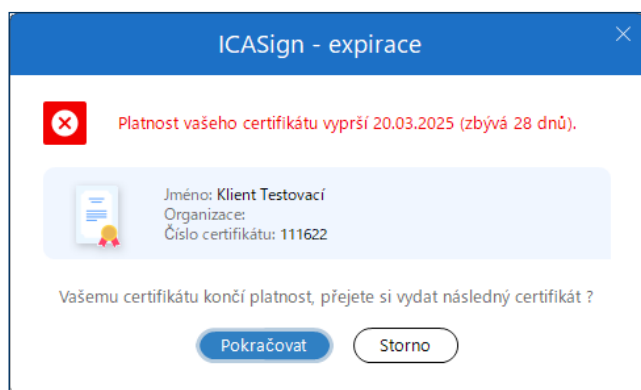 ICASign - expirace
Platnost vašeho certifikátu vyprší 20.03.2025 (zbývá 28 dnů).
Jméno: Klient Testovací
Organizace:
Číslo certifikátu: 111622
Vašemu certifikátu končí platnost, přejete si vydat následný certifikát ?
Pokračovat
Storno